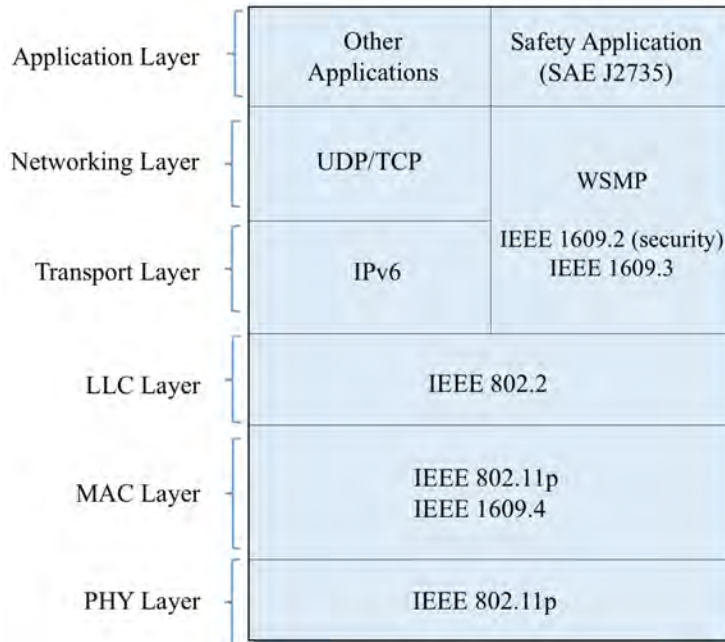 Application Layer
Other
Applications
Safety Application
(SAE J2735)
Networking Layer
UDP/TCP
WSMP
IEEE 1609.2 (security)
IEEE 1609.3
Transport Layer
IPv6
LLC Layer
IEEE 802.2
MAC Layer
IEEE 802.11p
IEEE 1609.4
PHY Layer
IEEE 802.11p